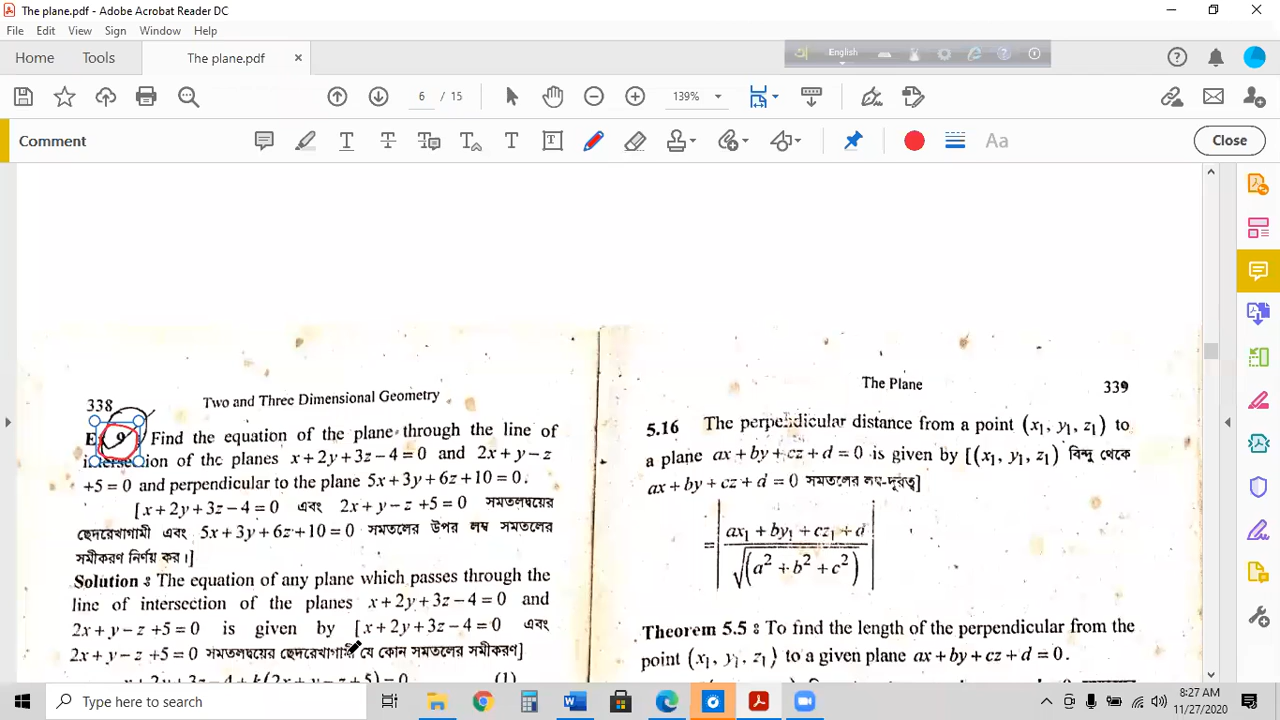 The plane.pdf - Adobe Acrobat Reader DC
File Edit View Sign Window Help
Home Tools The plane.pdf × English
6 / 15 139%
Comment Aa Close
338 Two and Three Dimensional Geometry
Ex 9 Find the equation of the plane through the line of
intersection of the planes x+2y+3z−4=0 and 2x+y−z
+5=0 and perpendicular to the plane 5x+3y+6z+10=0.
[x+2y+3z−4=0 এবং 2x+y−z+5=0 সমতলদ্বয়ের
ছেদরেখাগামী এবং 5x+3y+6z+10=0 সমতলের উপর লম্ব সমতলের
সমীকরণ নির্ণয় কর।]
Solution : The equation of any plane which passes through the
line of intersection of the planes x+2y+3z−4=0 and
2x+y−z+5=0 is given by [x+2y+3z−4=0 এবং
2x+y−z+5=0 সমতলদ্বয়ের ছেদরেখাগামী যে কোন সমতলের সমীকরণ]
x+2y+3z−4+k(2x+y−z+5)=0 (1)
The Plane 339
5.16 The perpendicular distance from a point (x₁, y₁, z₁) to
a plane ax+by+cz+d=0 is given by [(x₁, y₁, z₁) বিন্দু থেকে
ax+by+cz+d=0 সমতলের লম্ব-দূরত্ব]
= |(ax₁+by₁+cz₁+d)/√(a²+b²+c²)|
Theorem 5.5 : To find the length of the perpendicular from the
point (x₁, y₁, z₁) to a given plane ax+by+cz+d=0.
Type here to search
8:27 AM
11/27/2020